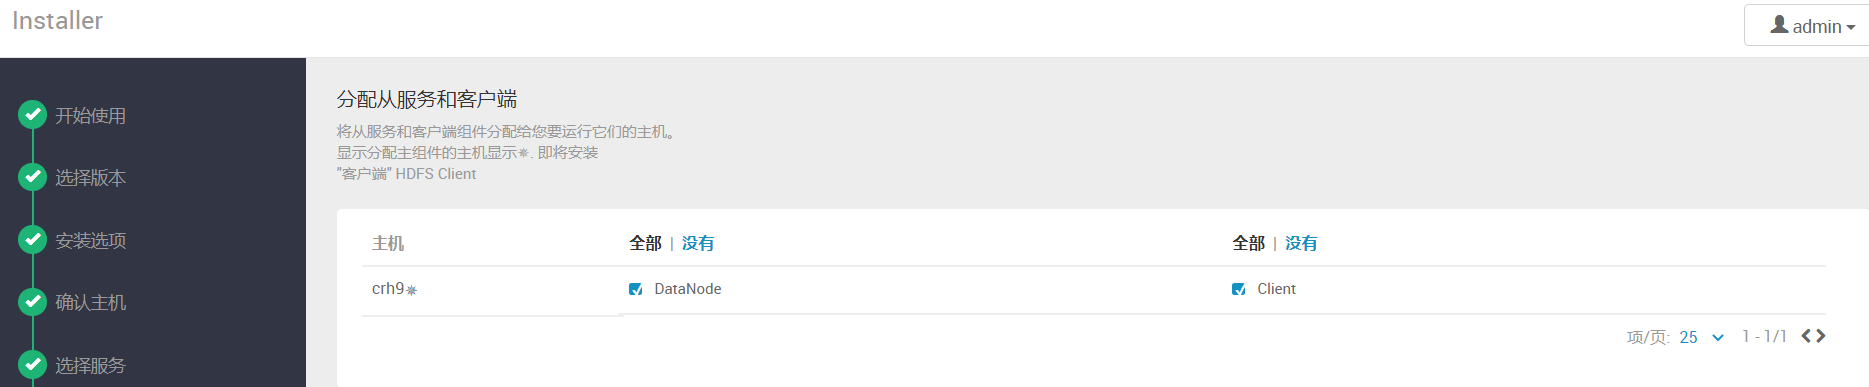 Installer
admin
开始使用
选择版本
安装选项
确认主机
选择服务
分配从服务和客户端
将从服务和客户端组件分配给您要运行它们的主机。
显示分配主组件的主机显示✵. 即将安装
"客户端" HDFS Client
主机 全部 | 没有 全部 | 没有
crh9✵ DataNode Client
项/页: 25 1 - 1/1